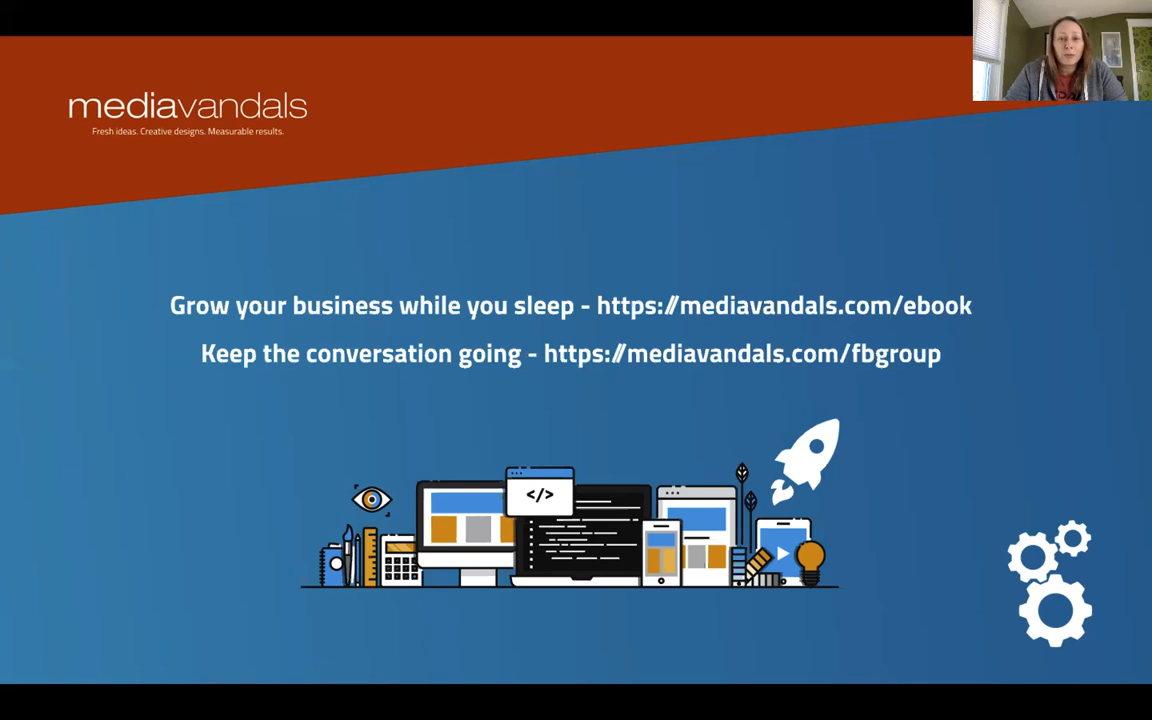 mediavandals
Fresh ideas. Creative designs. Measurable results.
Grow your business while you sleep - https://mediavandals.com/ebook
Keep the conversation going - https://mediavandals.com/fbgroup
</>